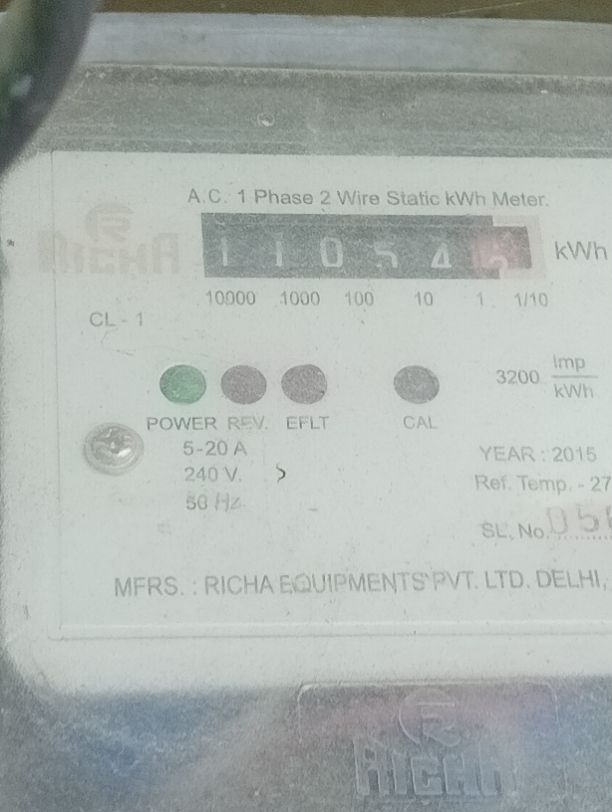 A.C. 1 Phase 2 Wire Static kWh Meter.
RICHA
1 1 0 5 4 5 kWh
10000 1000 100 10 1 1/10
CL - 1
3200 Imp/kWh
POWER REV. EFLT CAL
5-20 A
240 V.
50 Hz
YEAR : 2015
Ref. Temp. - 27
SL. No.
MFRS. : RICHA EQUIPMENTS PVT. LTD. DELHI,
RICHA